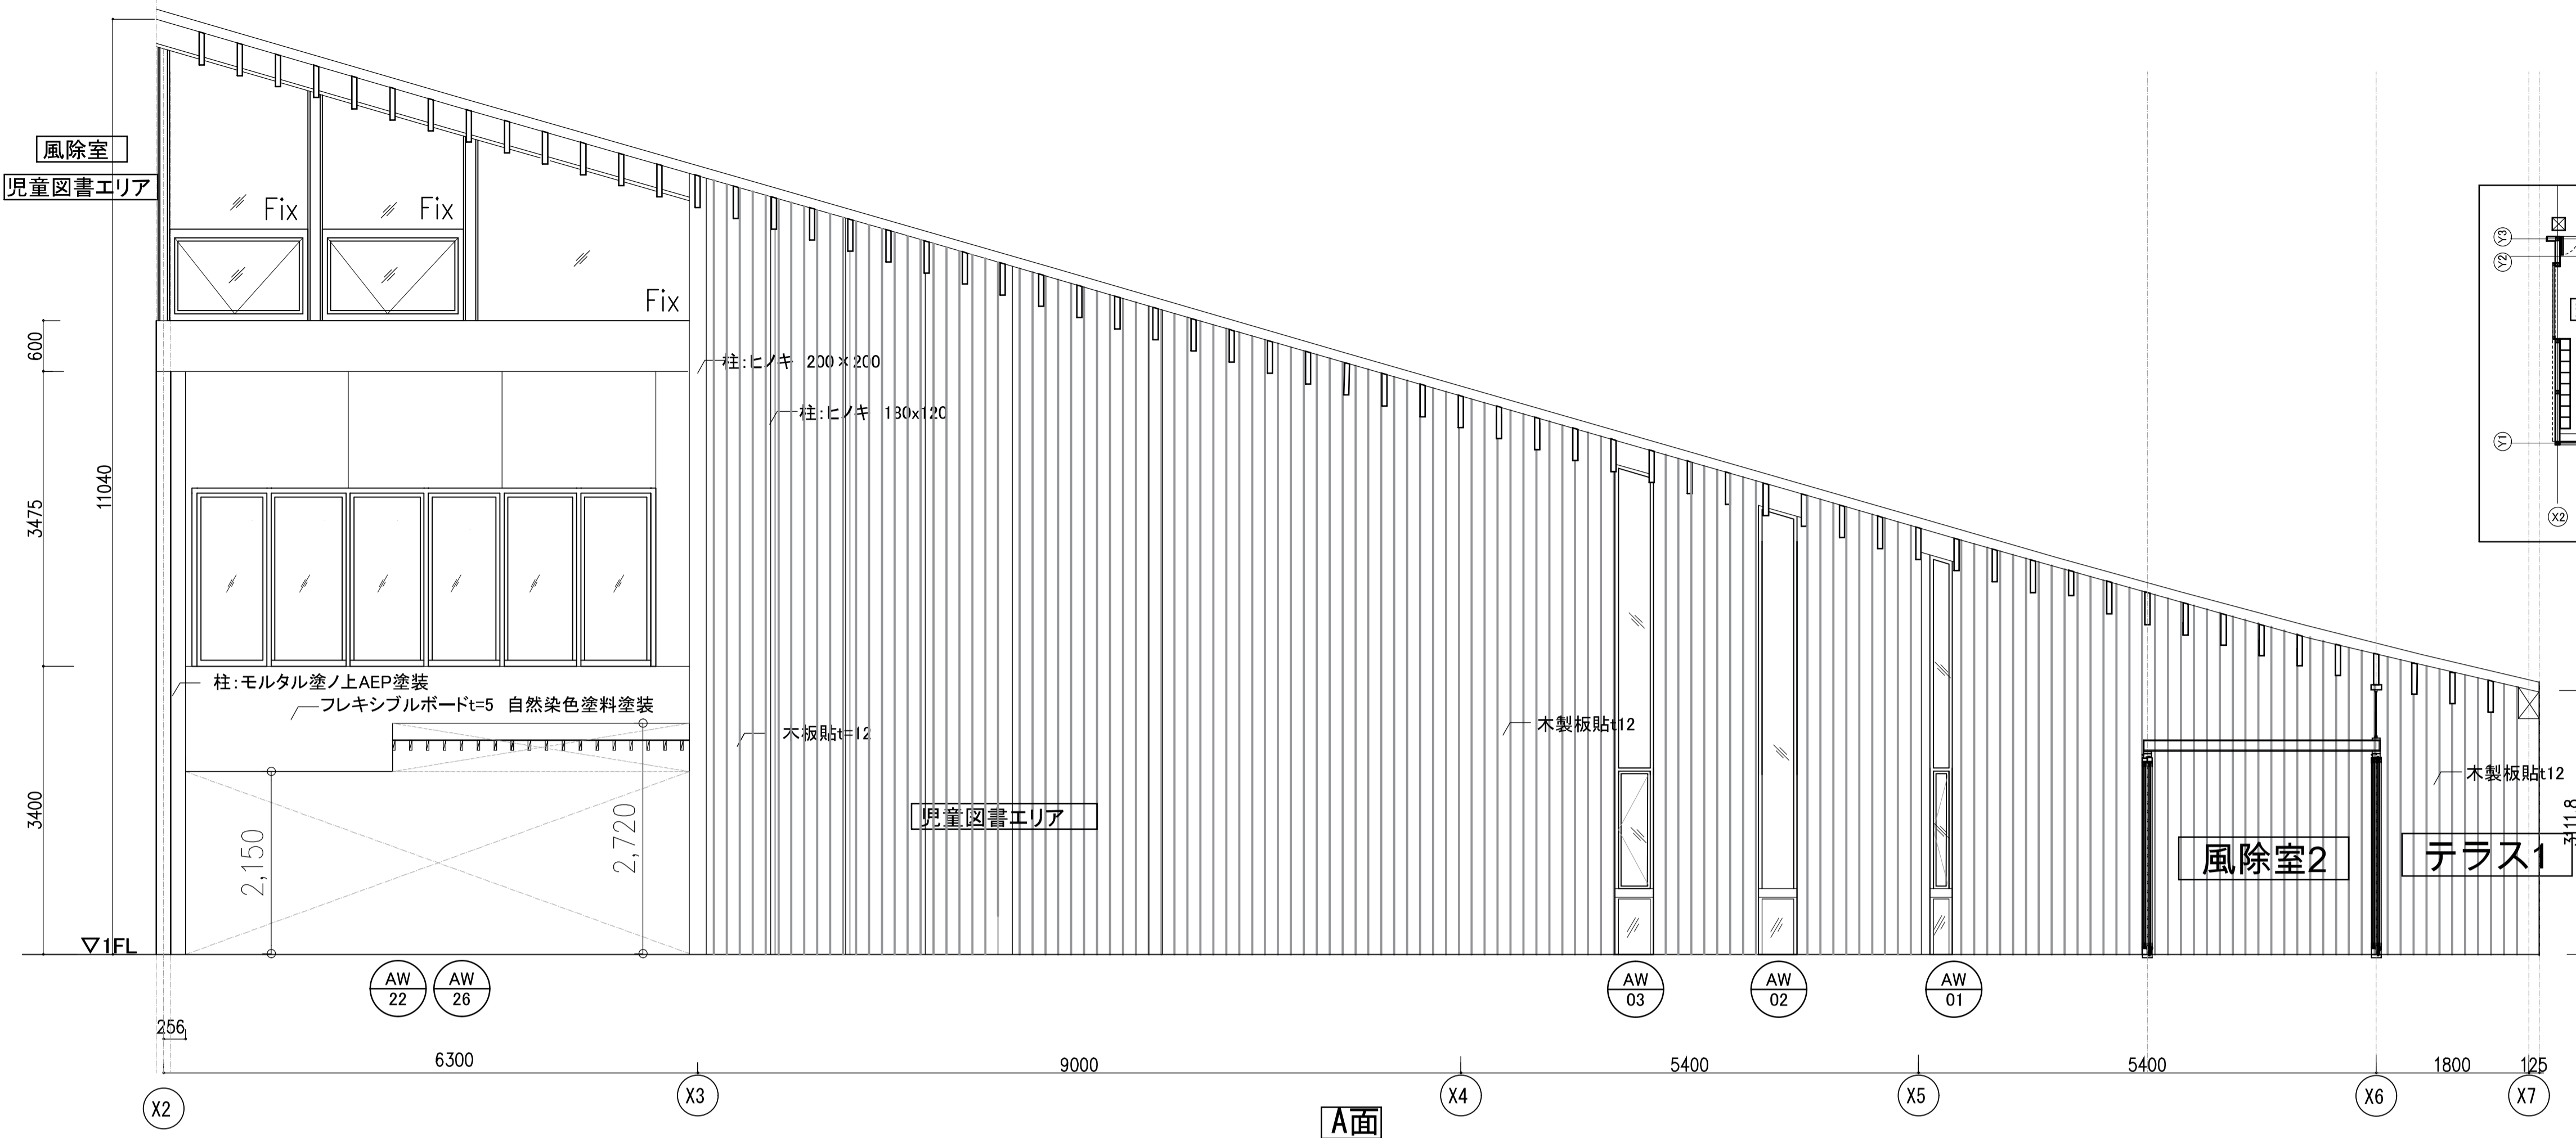 風除室
児童図書エリア
Fix
Fix
Fix
600
3475
11040
3400
柱:ヒノキ 200×200
柱:ヒノキ 180x120
柱:モルタル塗ノ上AEP塗装
フレキシブルボードt=5 自然染色塗料塗装
木板貼t=12
木製板貼t12
木製板貼t12
児童図書エリア
風除室2
テラス1
3111.8
2,150
2,720
▽1FL
AW
22
AW
26
AW
03
AW
02
AW
01
256
6300
9000
5400
5400
1800
125
X2
X3
X4
X5
X6
X7
A面
Y3
Y2
Y1
X2